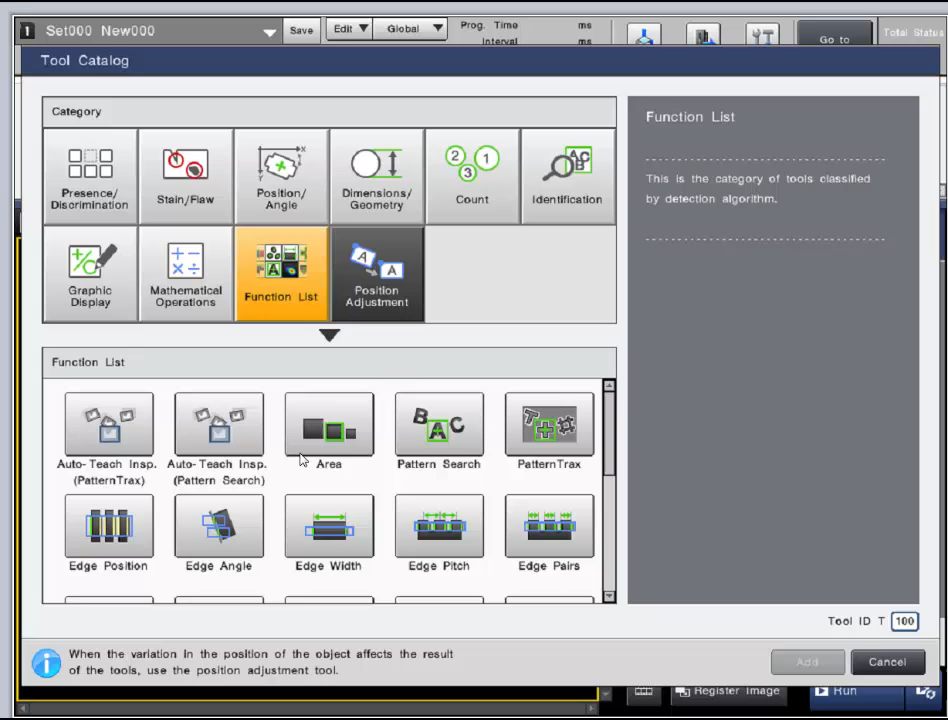 1 Set000 New000
Save
Edit
Global
Prog. Time ms
Interval ms
Go to
Total Status
Tool Catalog
Category
Presence/
Discrimination
Stain/Flaw
Position/
Angle
Dimensions/
Geometry
Count
Identification
Graphic
Display
Mathematical
Operations
Function List
Position
Adjustment
Function List
This is the category of tools classified
by detection algorithm.
Function List
Auto-Teach Insp.
(PatternTrax)
Auto-Teach Insp.
(Pattern Search)
Area
Pattern Search
PatternTrax
Edge Position
Edge Angle
Edge Width
Edge Pitch
Edge Pairs
Tool ID T 100
When the variation in the position of the object affects the result
of the tools, use the position adjustment tool.
Add
Cancel
Register Image
Run